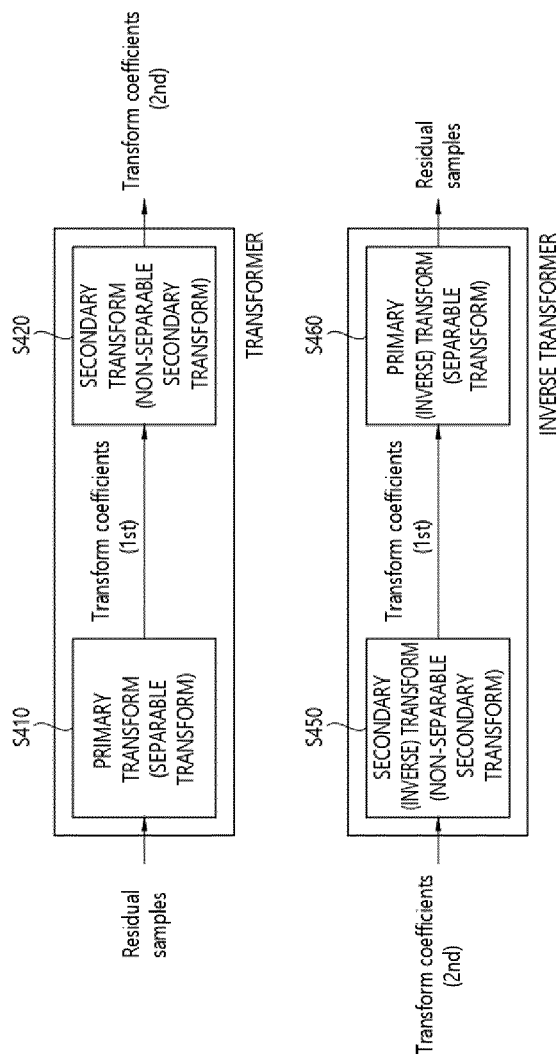 S410
S420
Residual
samples
PRIMARY
TRANSFORM
(SEPARABLE
TRANSFORM)
Transform coefficients
(1st)
SECONDARY
TRANSFORM
(NON-SEPARABLE
SECONDARY
TRANSFORM)
Transform coefficients
(2nd)
TRANSFORMER
S450
S460
Transform coefficients
(2nd)
SECONDARY
(INVERSE) TRANSFORM
(NON-SEPARABLE
SECONDARY
TRANSFORM)
Transform coefficients
(1st)
PRIMARY
(INVERSE) TRANSFORM
(SEPARABLE
TRANSFORM)
Residual
samples
INVERSE TRANSFORMER